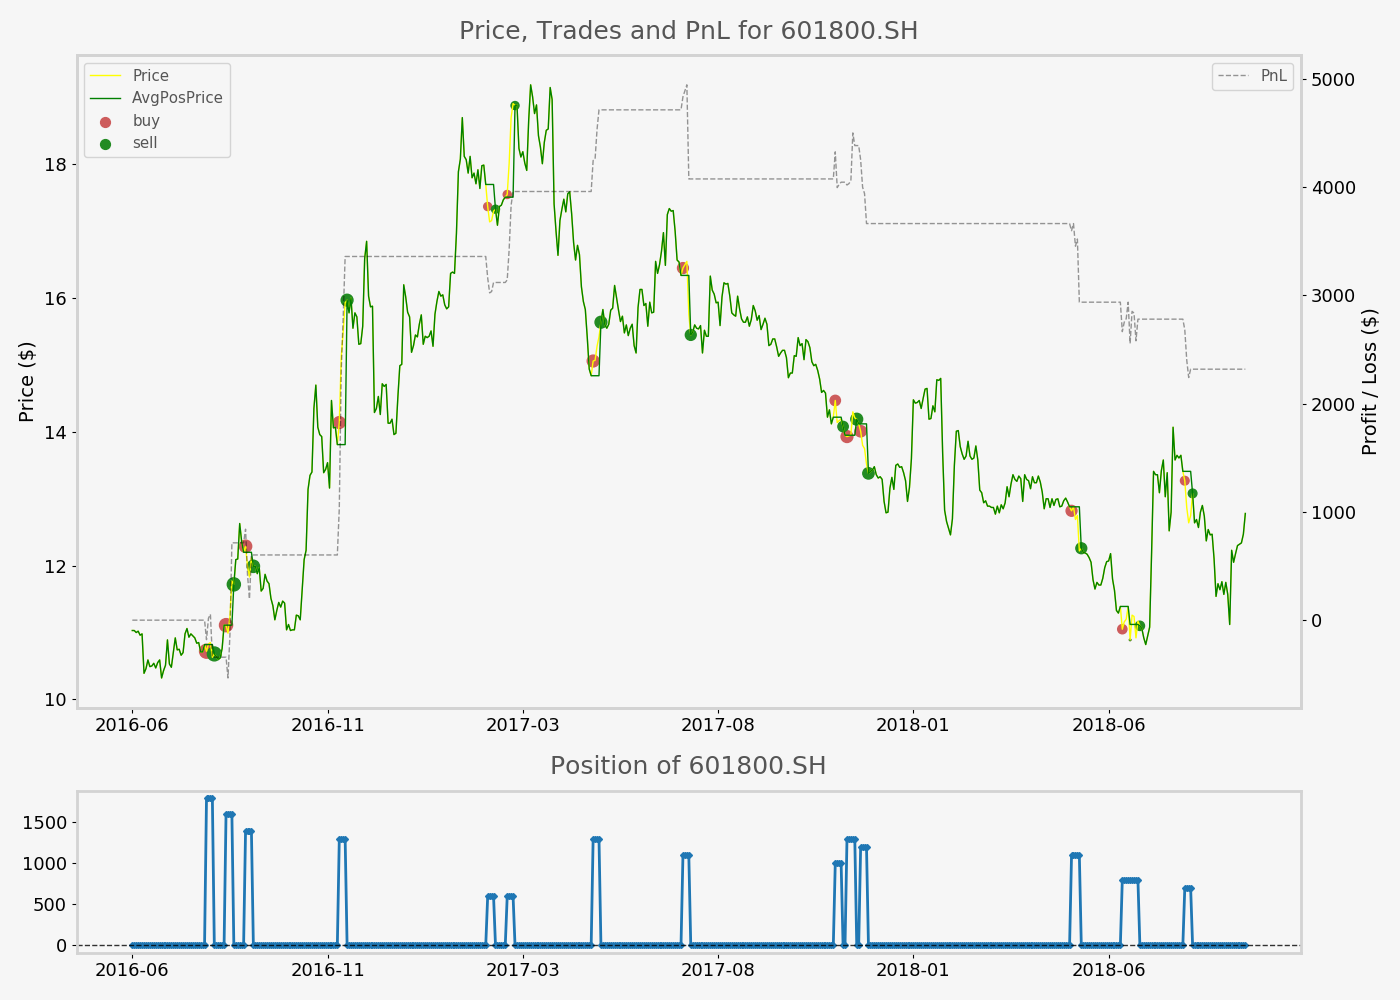 Price, Trades and PnL for 601800.SH
Price
AvgPosPrice
buy
sell
PnL
Price ($)
18
16
14
12
10
5000
4000
3000
2000
1000
0
Profit / Loss ($)
2016-06 2016-11 2017-03 2017-08 2018-01 2018-06
Position of 601800.SH
1500
1000
500
0
2016-06 2016-11 2017-03 2017-08 2018-01 2018-06